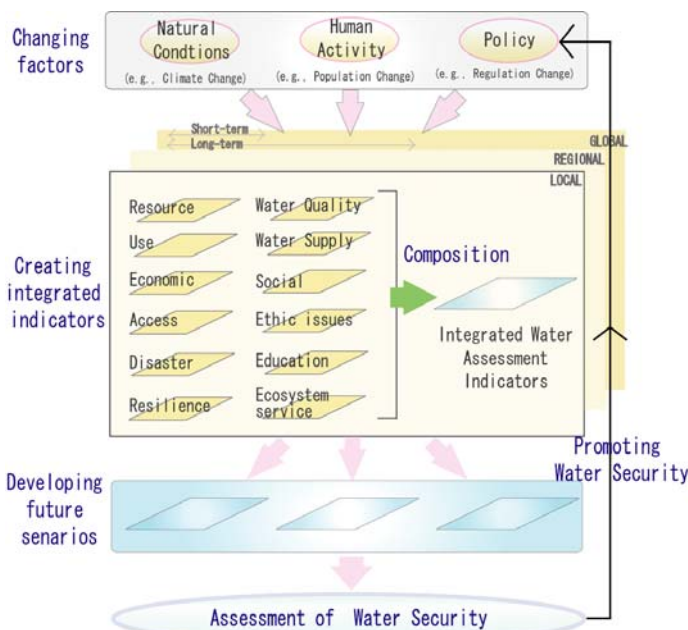 Changing
factors
Natural
Condtions
(e.g., Climate Change)
Human
Activity
(e.g., Population Change)
Policy
(e.g., Regulation Change)
Short-term
Long-term
GLOBAL
REGIONAL
LOCAL
Creating
integrated
indicators
Resource
Use
Economic
Access
Disaster
Resilience
Water Quality
Water Supply
Social
Ethic issues
Education
Ecosystem
service
Composition
Integrated Water
Assessment
Indicators
Promoting
Water Security
Developing
future
senarios
Assessment of Water Security